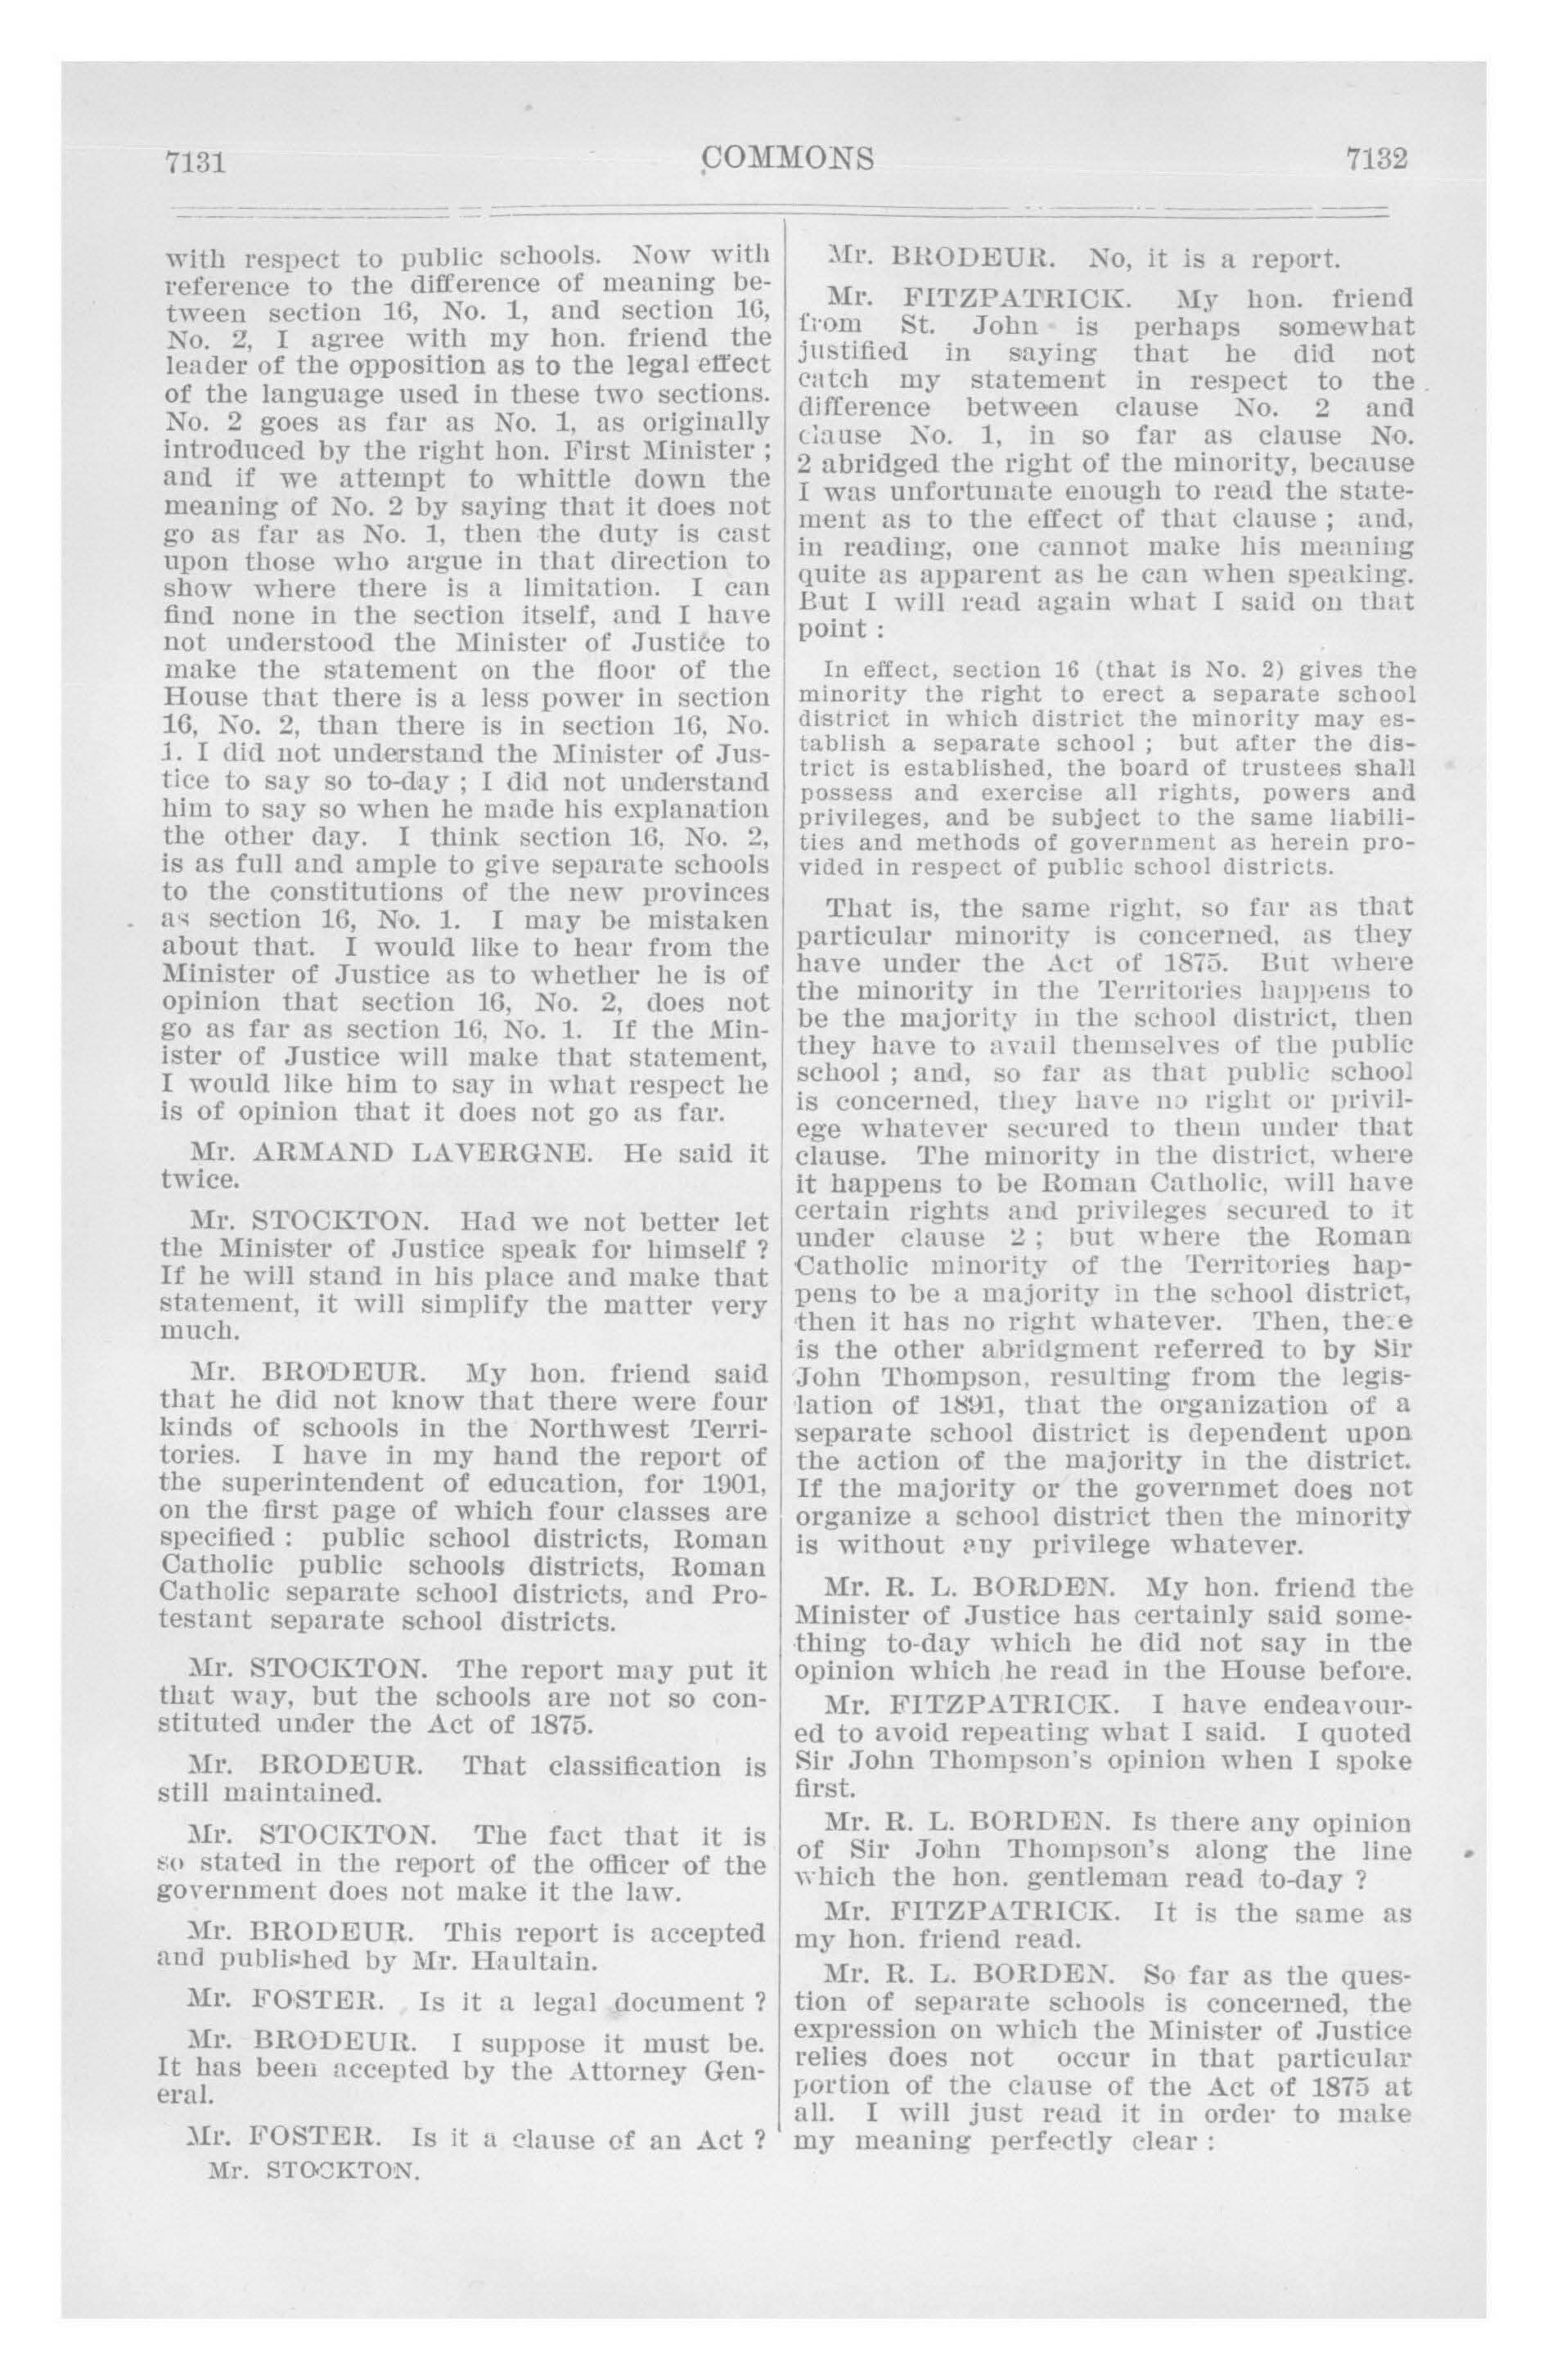 7131
COMMONS
7132
with respect to public schools. Now with
reference to the difference of meaning be-
tween section 16, No. 1, and section 16,
No. 2, I agree with my hon. friend the
leader of the opposition as to the legal effect
of the language used in these two sections.
No. 2 goes as far as No. 1, as originally
introduced by the right hon. First Minister ;
and if we attempt to whittle down the
meaning of No. 2 by saying that it does not
go as far as No. 1, then the duty is cast
upon those who argue in that direction to
show where there is a limitation. I can
find none in the section itself, and I have
not understood the Minister of Justice to
make the statement on the floor of the
House that there is a less power in section
16, No. 2, than there is in section 16, No.
1. I did not understand the Minister of Jus-
tice to say so to-day ; I did not understand
him to say so when he made his explanation
the other day. I think section 16, No. 2,
is as full and ample to give separate schools
to the constitutions of the new provinces
as section 16, No. 1. I may be mistaken
about that. I would like to hear from the
Minister of Justice as to whether he is of
opinion that section 16, No. 2, does not
go as far as section 16, No. 1. If the Min-
ister of Justice will make that statement,
I would like him to say in what respect he
is of opinion that it does not go as far.
Mr. ARMAND LAVERGNE. He said it
twice.
Mr. STOCKTON. Had we not better let
the Minister of Justice speak for himself ?
If he will stand in his place and make that
statement, it will simplify the matter very
much.
Mr. BRODEUR. My hon. friend said
that he did not know that there were four
kinds of schools in the Northwest Terri-
tories. I have in my hand the report of
the superintendent of education, for 1901,
on the first page of which four classes are
specified : public school districts, Roman
Catholic public schools districts, Roman
Catholic separate school districts, and Pro-
testant separate school districts.
Mr. STOCKTON. The report may put it
that way, but the schools are not so con-
stituted under the Act of 1875.
Mr. BRODEUR. That classification is
still maintained.
Mr. STOCKTON. The fact that it is
so stated in the report of the officer of the
government does not make it the law.
Mr. BRODEUR. This report is accepted
and published by Mr. Haultain.
Mr. FOSTER. Is it a legal document ?
Mr. BRODEUR. I suppose it must be.
It has been accepted by the Attorney Gen-
eral.
Mr. FOSTER. Is it a clause of an Act ?
Mr. STOCKTON.
Mr. BRODEUR. No, it is a report.
Mr. FITZPATRICK. My hon. friend
from St. John is perhaps somewhat
justified in saying that he did not
catch my statement in respect to the
difference between clause No. 2 and
clause No. 1, in so far as clause No.
2 abridged the right of the minority, because
I was unfortunate enough to read the state-
ment as to the effect of that clause ; and,
in reading, one cannot make his meaning
quite as apparent as he can when speaking.
But I will read again what I said on that
point :
In effect, section 16 (that is No. 2) gives the
minority the right to erect a separate school
district in which district the minority may es-
tablish a separate school ; but after the dis-
trict is established, the board of trustees shall
possess and exercise all rights, powers and
privileges, and be subject to the same liabili-
ties and methods of government as herein pro-
vided in respect of public school districts.
That is, the same right, so far as that
particular minority is concerned, as they
have under the Act of 1875. But where
the minority in the Territories happens to
be the majority in the school district, then
they have to avail themselves of the public
school ; and, so far as that public school
is concerned, they have no right or privil-
ege whatever secured to them under that
clause. The minority in the district, where
it happens to be Roman Catholic, will have
certain rights and privileges secured to it
under clause 2 ; but where the Roman
Catholic minority of the Territories hap-
pens to be a majority in the school district,
then it has no right whatever. Then, there
is the other abridgment referred to by Sir
John Thompson, resulting from the legis-
lation of 1891, that the organization of a
separate school district is dependent upon
the action of the majority in the district.
If the majority or the governmet does not
organize a school district then the minority
is without any privilege whatever.
Mr. R. L. BORDEN. My hon. friend the
Minister of Justice has certainly said some-
thing to-day which he did not say in the
opinion which he read in the House before.
Mr. FITZPATRICK. I have endeavour-
ed to avoid repeating what I said. I quoted
Sir John Thompson's opinion when I spoke
first.
Mr. R. L. BORDEN. Is there any opinion
of Sir John Thompson's along the line
which the hon. gentleman read to-day ?
Mr. FITZPATRICK. It is the same as
my hon. friend read.
Mr. R. L. BORDEN. So far as the ques-
tion of separate schools is concerned, the
expression on which the Minister of Justice
relies does not occur in that particular
portion of the clause of the Act of 1875 at
all. I will just read it in order to make
my meaning perfectly clear :